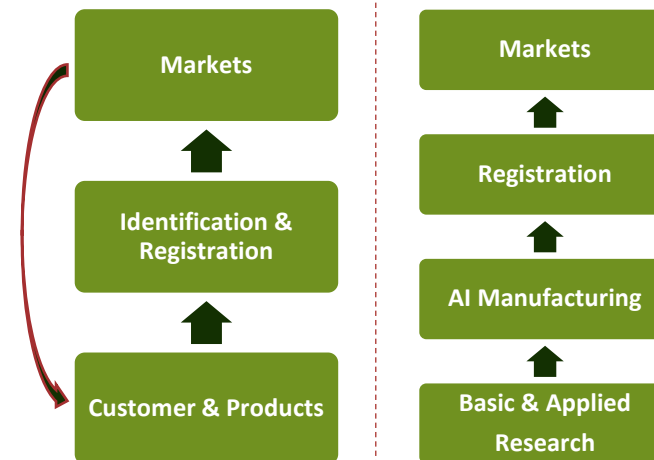 Markets
Identification &
Registration
Customer & Products
Markets
Registration
AI Manufacturing
Basic & Applied
Research